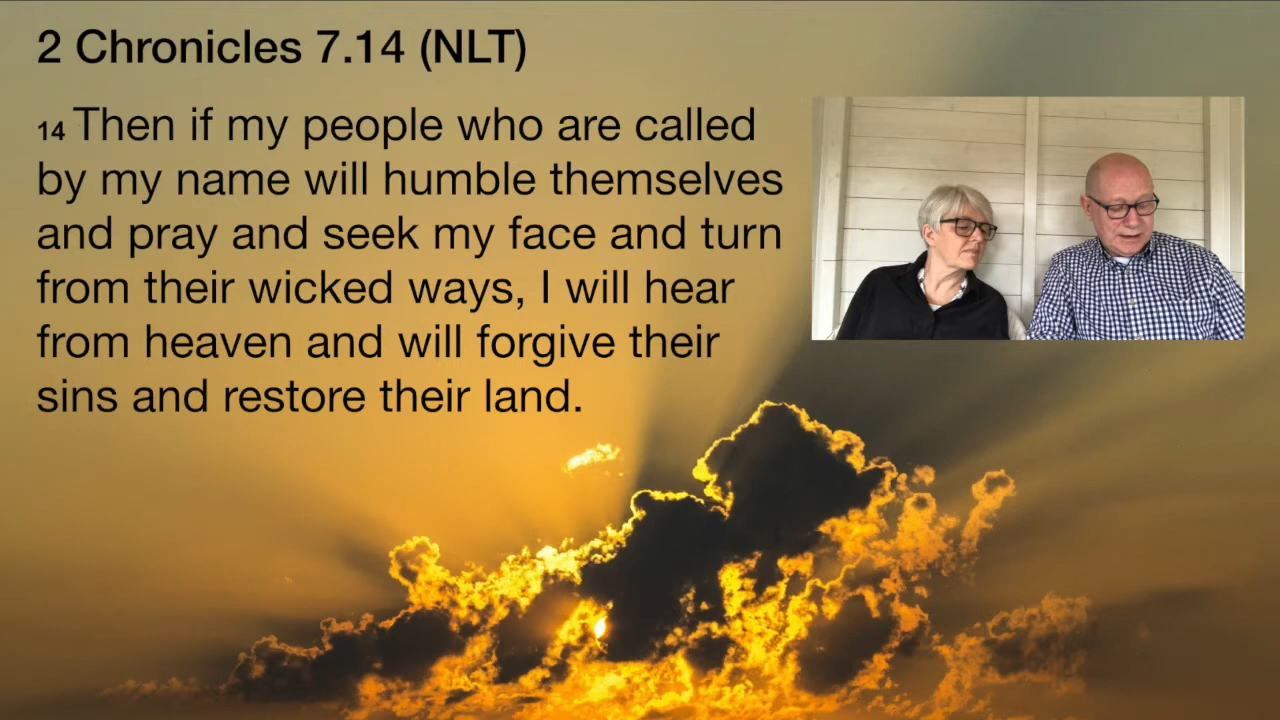 2 Chronicles 7.14 (NLT)
14 Then if my people who are called
by my name will humble themselves
and pray and seek my face and turn
from their wicked ways, I will hear
from heaven and will forgive their
sins and restore their land.